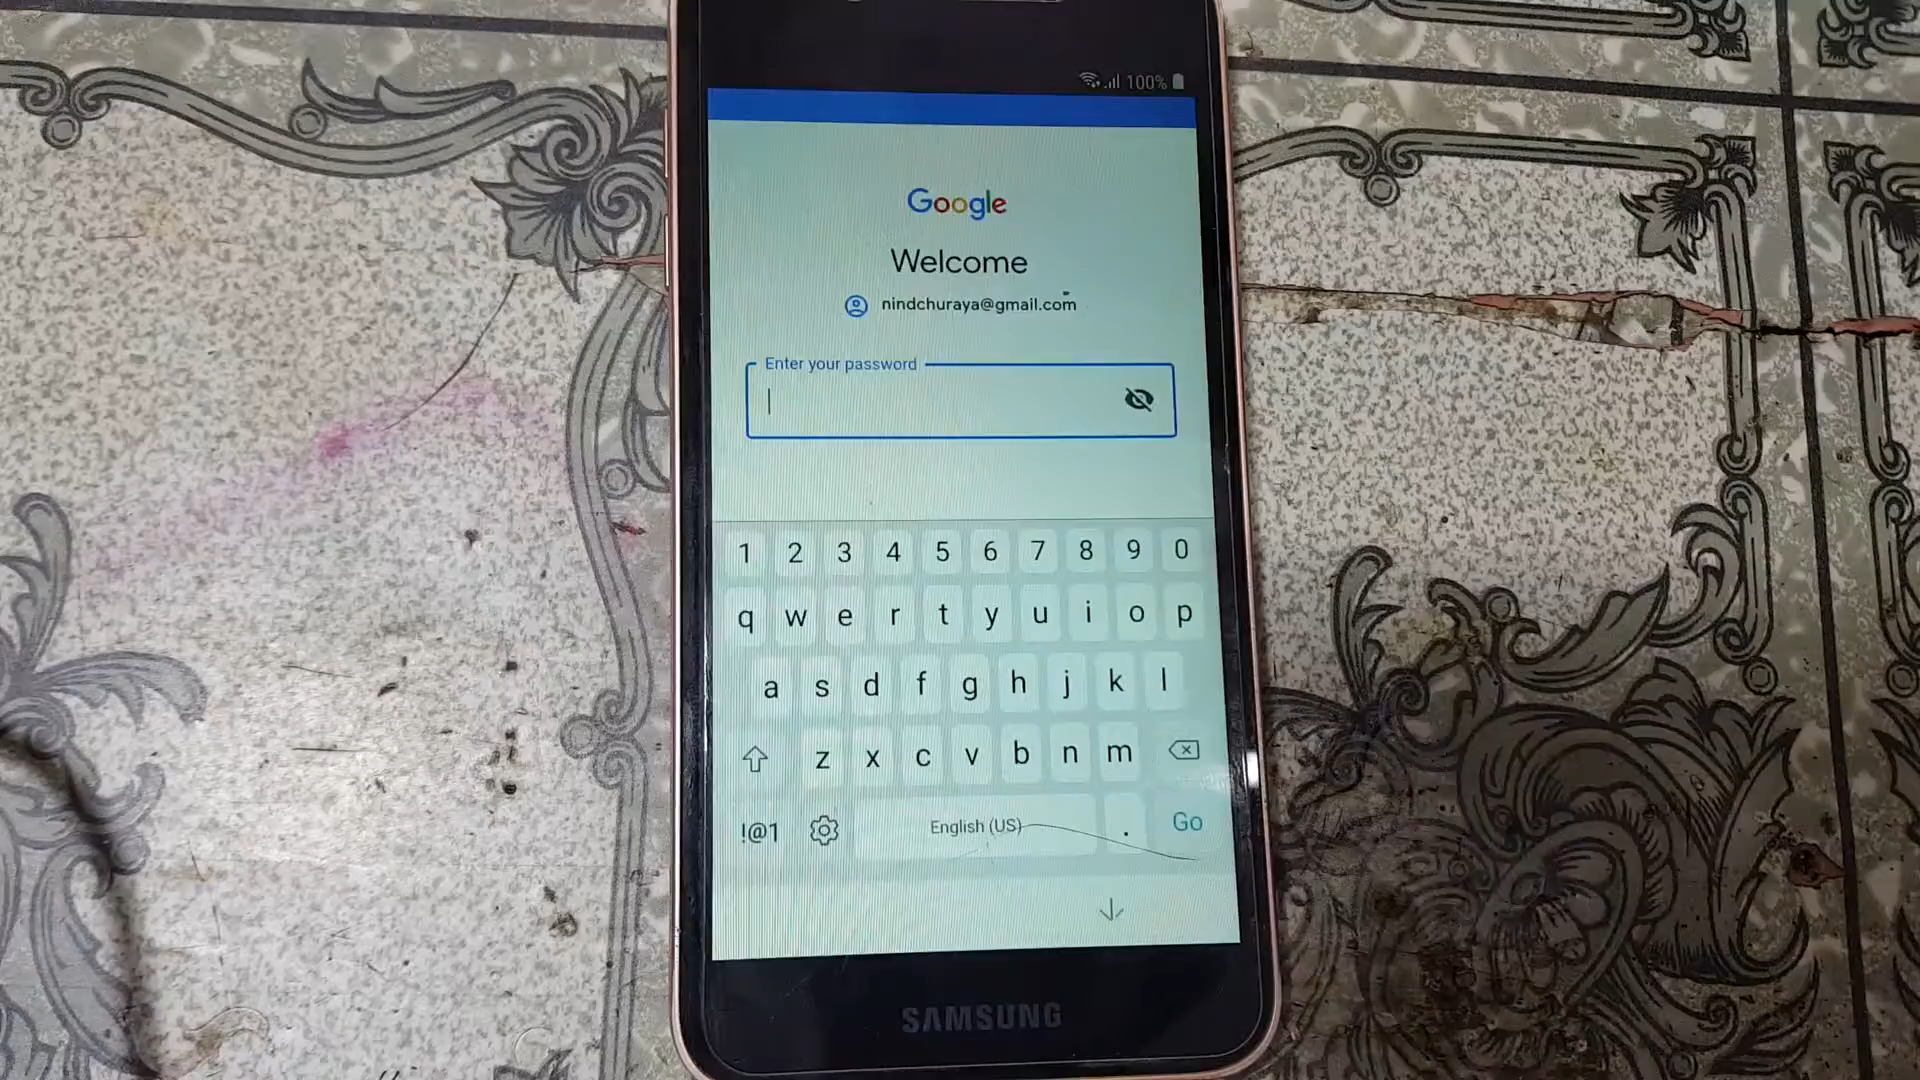 100%
Google
Welcome
nindchuraya@gmail.com
Enter your password
1 2 3 4 5 6 7 8 9 0
q w e r t y u i o p
a s d f g h j k l
z x c v b n m
!@1 English (US) . Go
SAMSUNG